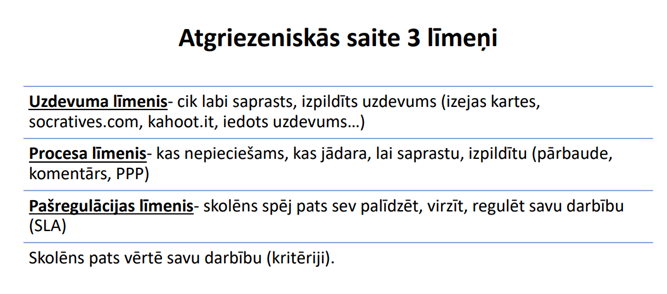 Atgriezeniskās saite 3 līmeņi
Uzdevuma līmenis- cik labi saprasts, izpildīts uzdevums (izejas kartes,
socratives.com, kahoot.it, iedots uzdevums...)
Procesa līmenis- kas nepieciešams, kas jādara, lai saprastu, izpildītu (pārbaude,
komentārs, PPP)
Pašregulācijas līmenis- skolēns spēj pats sev palīdzēt, virzīt, regulēt savu darbību
(SLA)
Skolēns pats vērtē savu darbību (kritēriji).